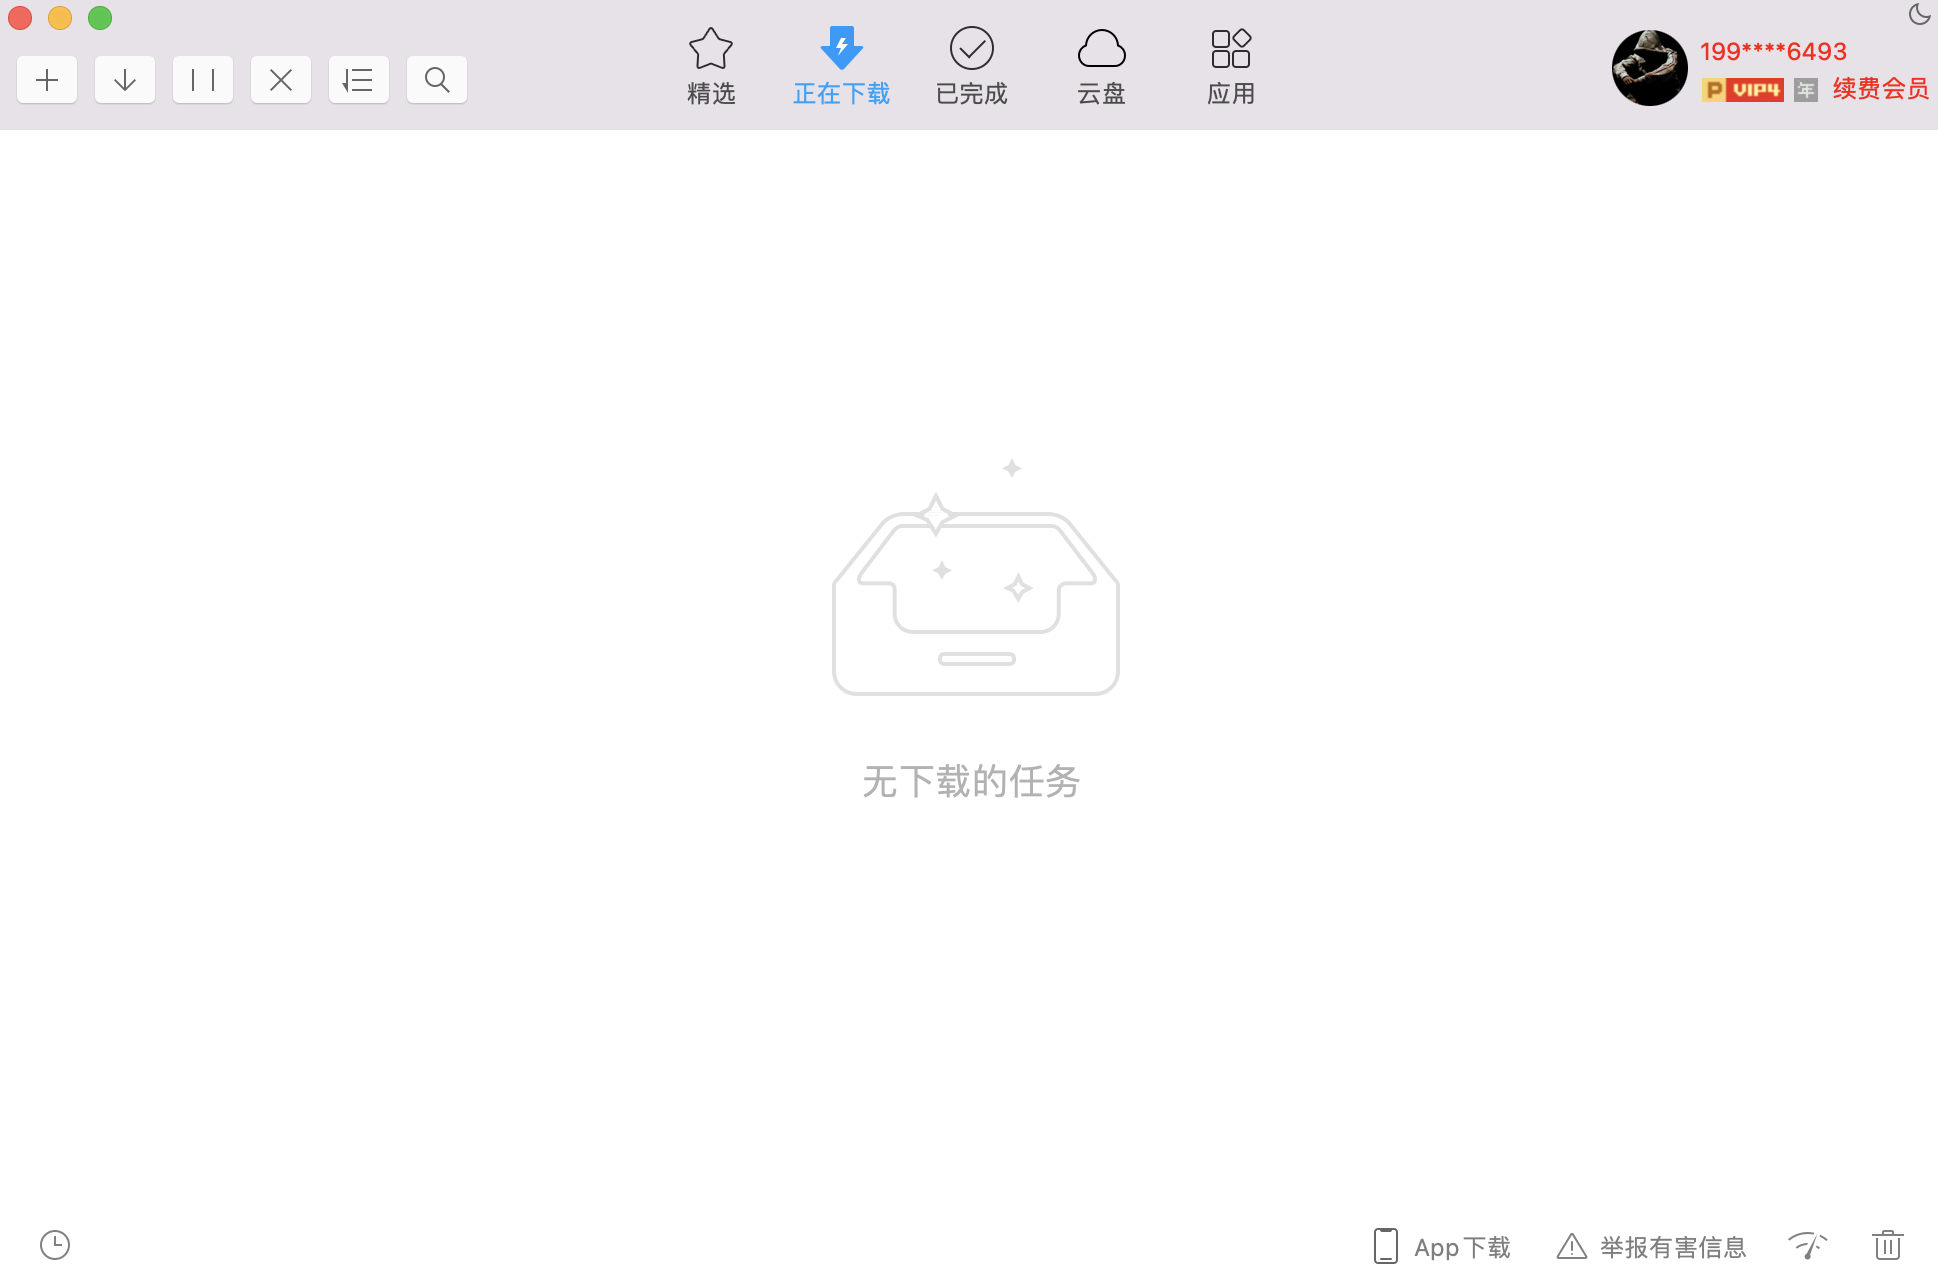 精选
正在下载
已完成
云盘
应用
199****6493
P VIP4 年 续费会员
无下载的任务
App 下载
举报有害信息